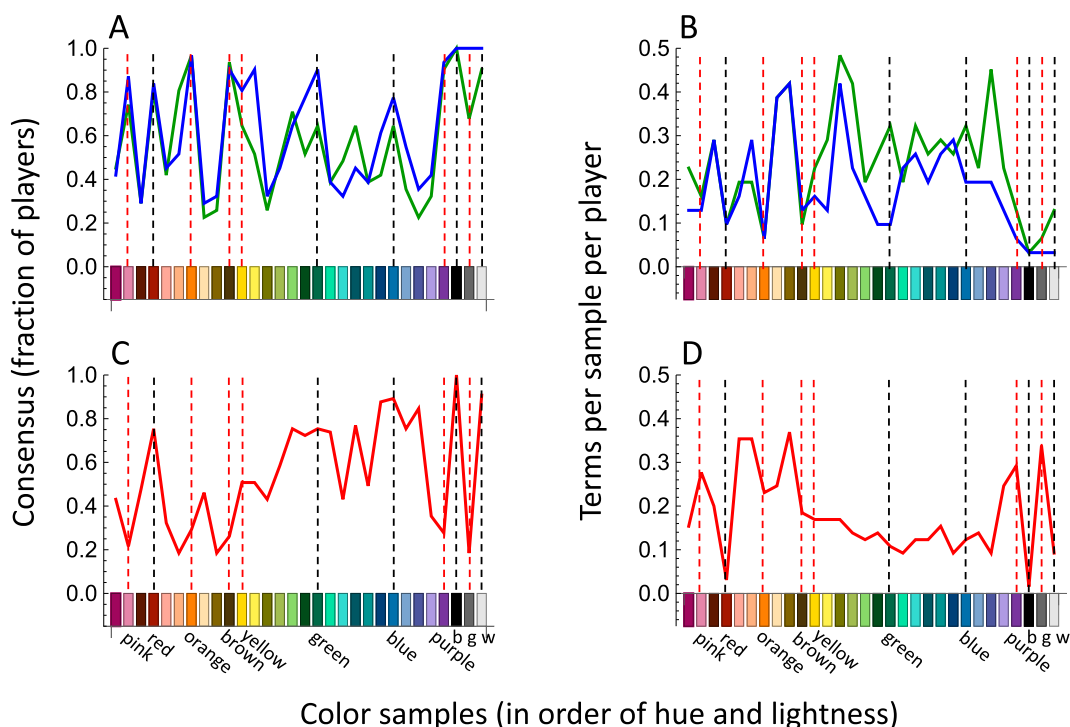 A
B
1.0
0.8
0.6
0.4
0.2
0.0
0.5
0.4
0.3
0.2
0.1
0.0
C
D
1.0
0.8
0.6
0.4
0.2
0.0
0.5
0.4
0.3
0.2
0.1
0.0
Consensus (fraction of players)
Terms per sample per player
pink
red
orange
brown
yellow
green
blue
purple
b g w
pink
red
orange
brown
yellow
green
blue
purple
b g w
Color samples (in order of hue and lightness)